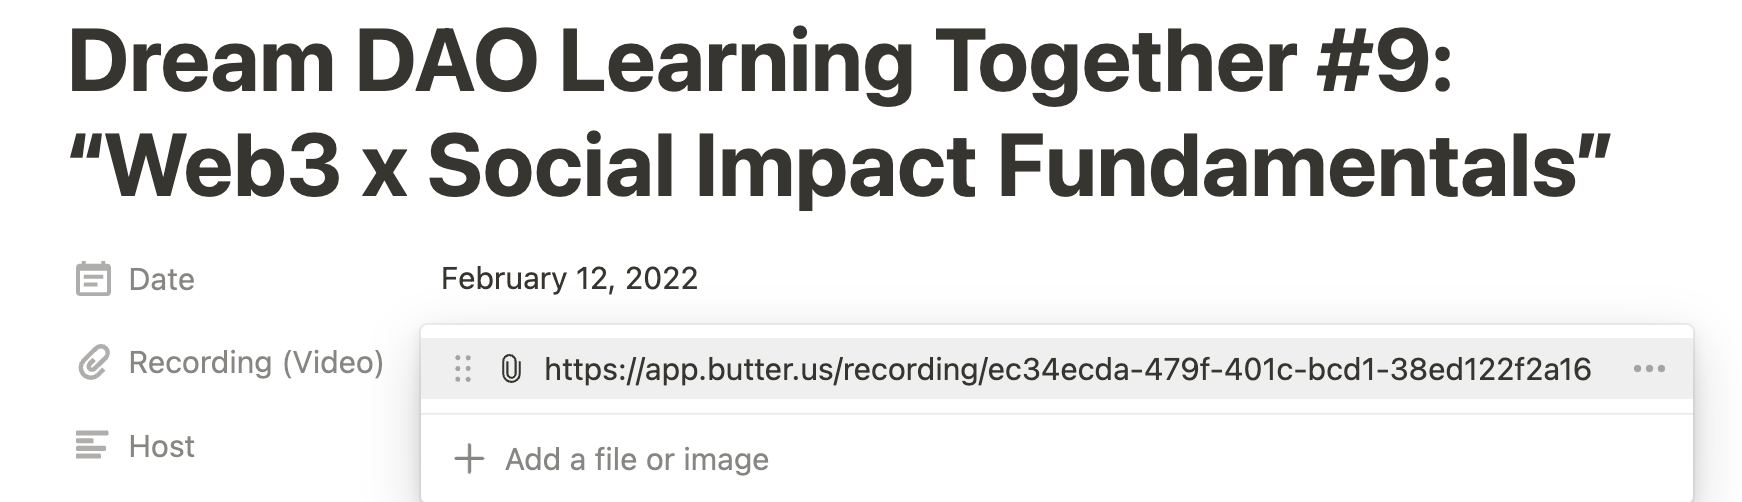 Dream DAO Learning Together #9:
“Web3 x Social Impact Fundamentals”
Date
February 12, 2022
Recording (Video)
https://app.butter.us/recording/ec34ecda-479f-401c-bcd1-38ed122f2a16
Host
Add a file or image